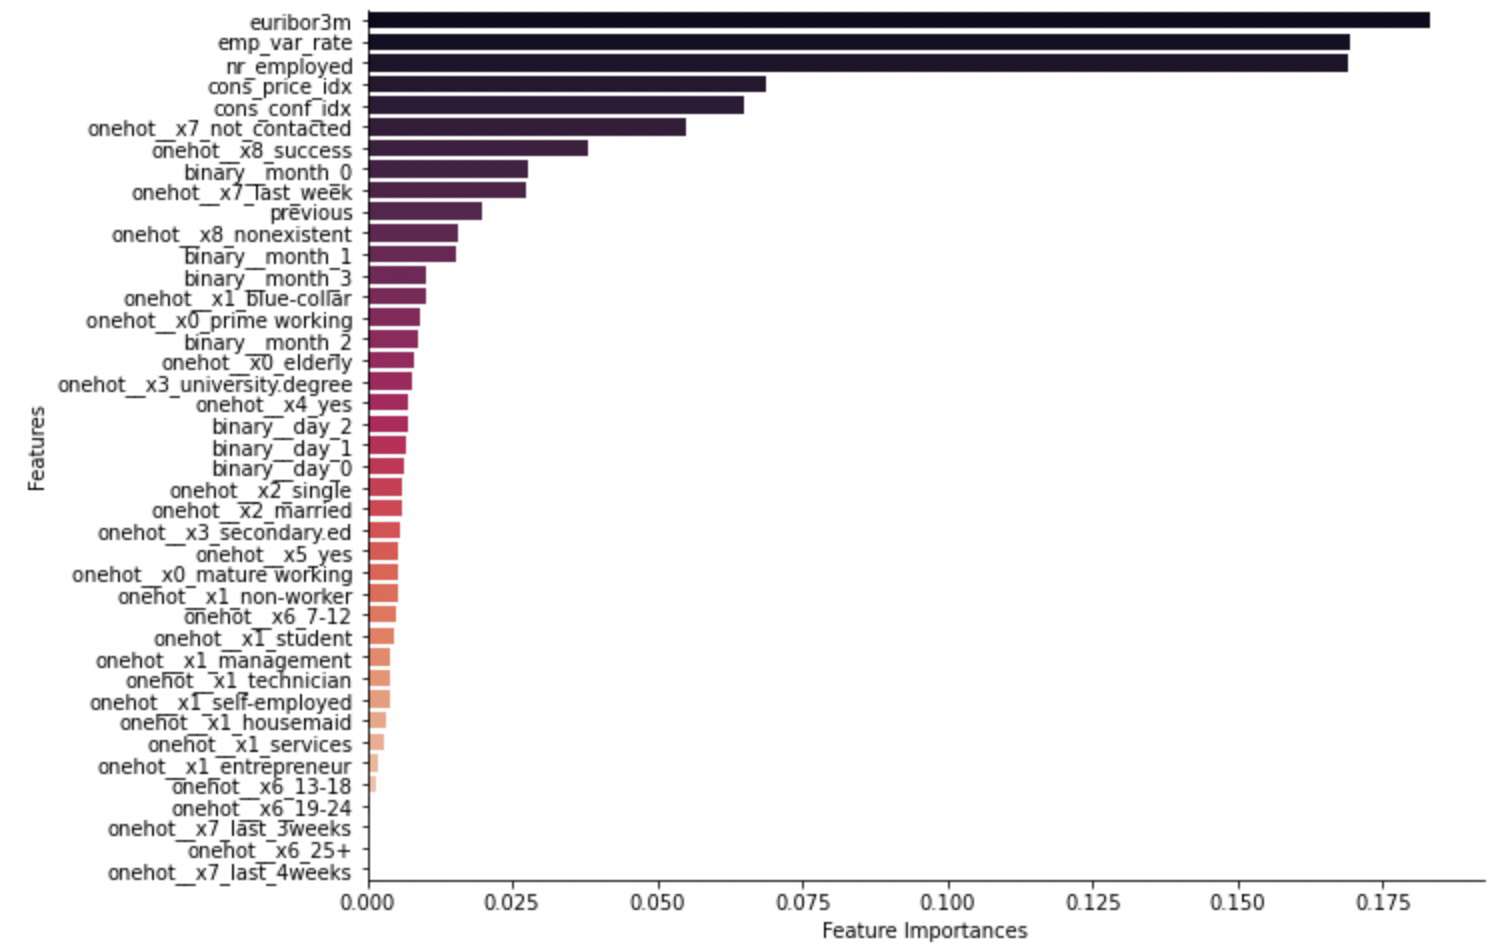 euribor3m
emp_var_rate
nr_employed
cons_price_idx
cons_conf_idx
onehot__x7_not_contacted
onehot__x8_success
binary__month_0
onehot__x7_last_week
previous
onehot__x8_nonexistent
binary__month_1
binary__month_3
onehot__x1_blue-collar
onehot__x0_prime working
binary__month_2
onehot__x0_elderly
onehot__x3_university.degree
onehot__x4_yes
binary__day_2
binary__day_1
binary__day_0
onehot__x2_single
onehot__x2_married
onehot__x3_secondary.ed
onehot__x5_yes
onehot__x0_mature working
onehot__x1_non-worker
onehot__x6_7-12
onehot__x1_student
onehot__x1_management
onehot__x1_technician
onehot__x1_self-employed
onehot__x1_housemaid
onehot__x1_services
onehot__x1_entrepreneur
onehot__x6_13-18
onehot__x6_19-24
onehot__x7_last_3weeks
onehot__x6_25+
onehot__x7_last_4weeks
Features
0.000 0.025 0.050 0.075 0.100 0.125 0.150 0.175
Feature Importances